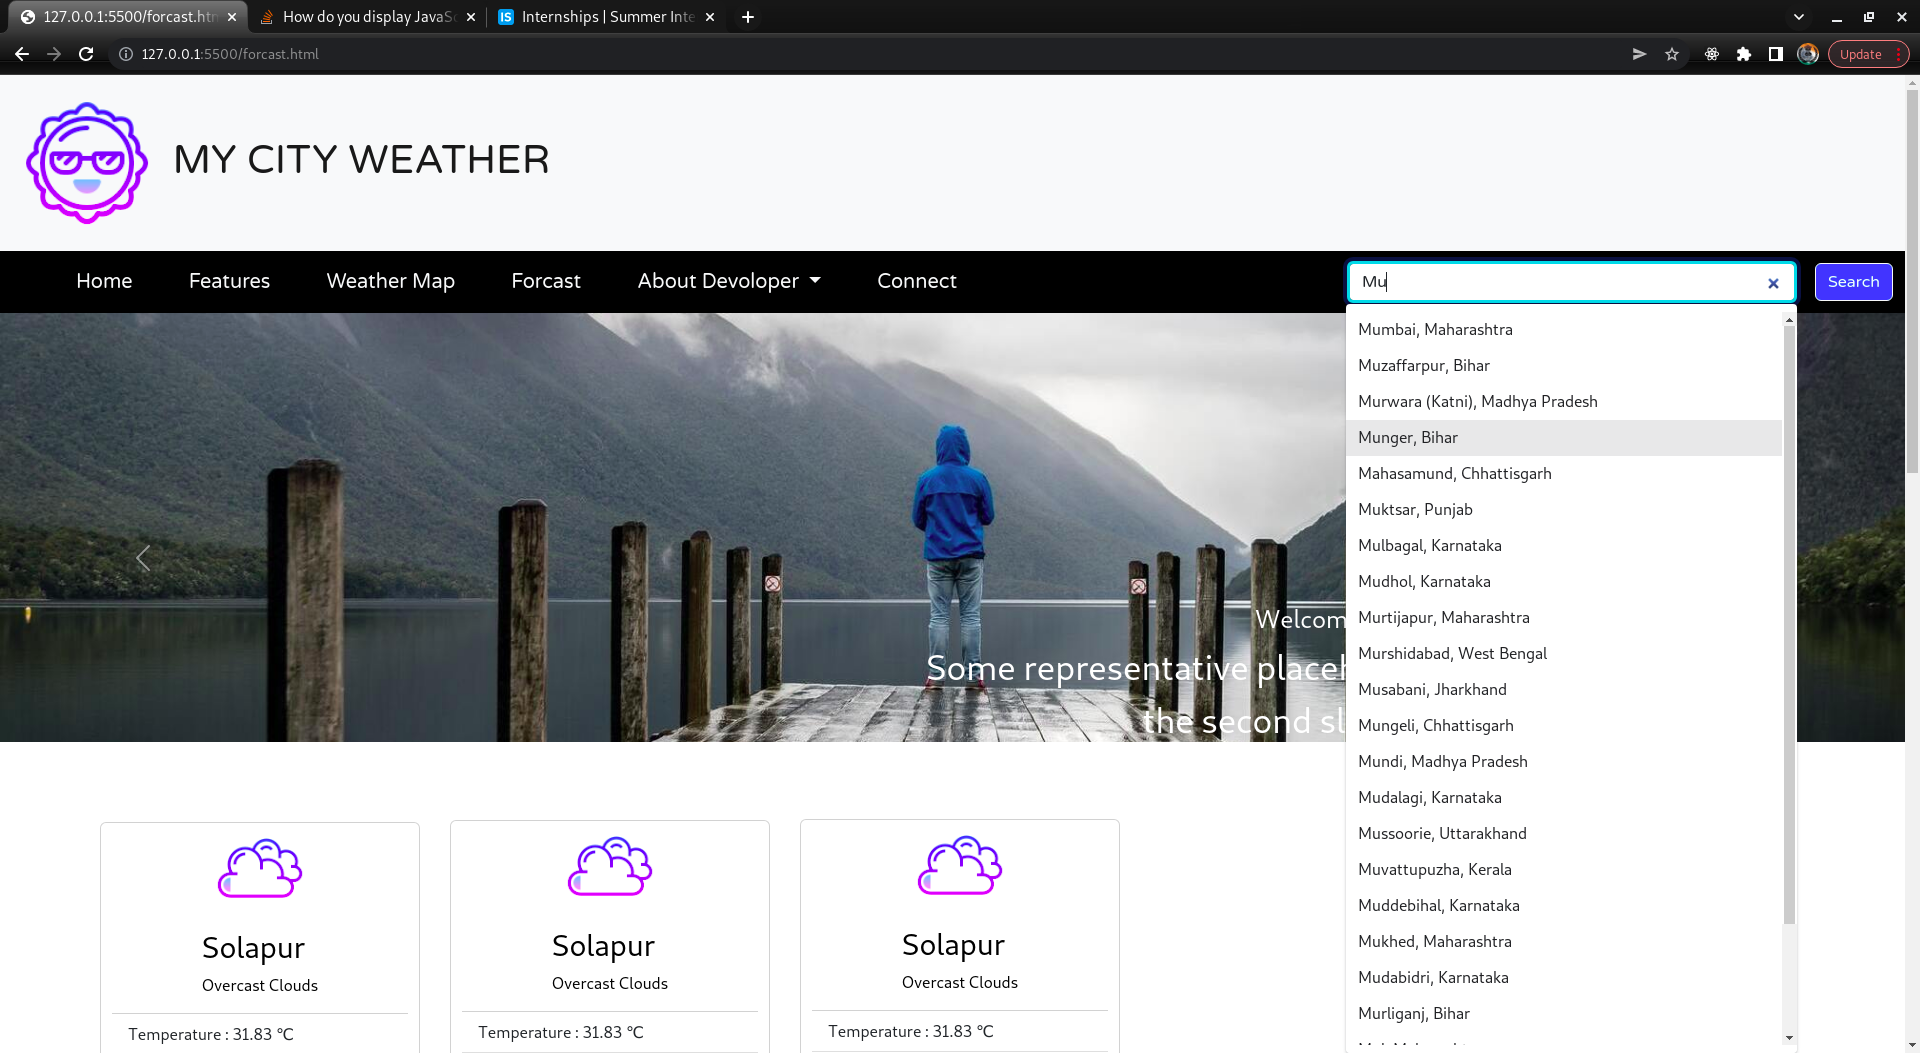 127.0.0.1:5500/forcast.htm
How do you display JavaSc
IS Internships | Summer Inte
127.0.0.1:5500/forcast.html
Update
MY CITY WEATHER
Home Features Weather Map Forcast About Devoloper Connect
Mu
Search
Mumbai, Maharashtra
Muzaffarpur, Bihar
Murwara (Katni), Madhya Pradesh
Munger, Bihar
Mahasamund, Chhattisgarh
Muktsar, Punjab
Mulbagal, Karnataka
Mudhol, Karnataka
Murtijapur, Maharashtra
Murshidabad, West Bengal
Musabani, Jharkhand
Mungeli, Chhattisgarh
Mundi, Madhya Pradesh
Mudalagi, Karnataka
Mussoorie, Uttarakhand
Muvattupuzha, Kerala
Muddebihal, Karnataka
Mukhed, Maharashtra
Mudabidri, Karnataka
Murliganj, Bihar
Welcom
Some representative placeh
the second sl
Solapur
Overcast Clouds
Temperature : 31.83 °C
Solapur
Overcast Clouds
Temperature : 31.83 °C
Solapur
Overcast Clouds
Temperature : 31.83 °C